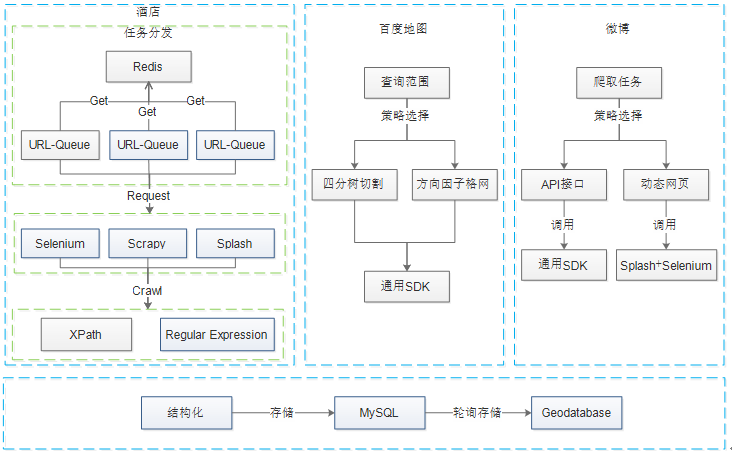 酒店
任务分发
Redis
Get
Get
Get
URL-Queue
URL-Queue
URL-Queue
Request
Selenium
Scrapy
Splash
Crawl
XPath
Regular Expression
百度地图
查询范围
策略选择
四分树切割
方向因子格网
通用SDK
微博
爬取任务
策略选择
API接口
动态网页
调用
调用
通用SDK
Splash+Selenium
结构化
存储
MySQL
轮询存储
Geodatabase